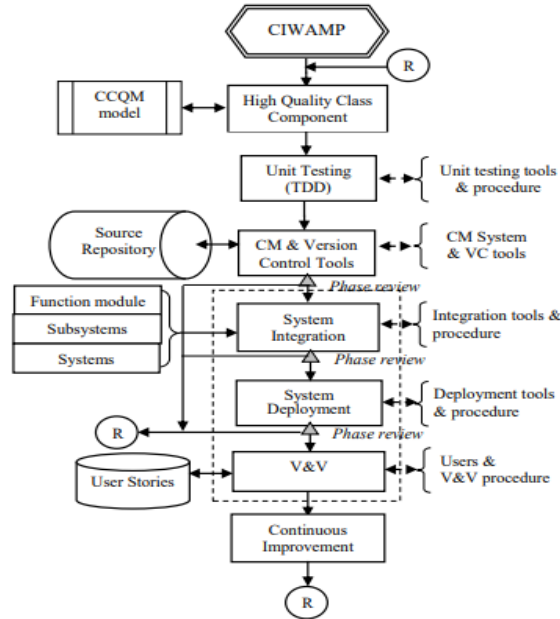 CIWAMP
R
CCQM
model
High Quality Class
Component
Unit Testing
(TDD)
Unit testing tools
& procedure
Source
Repository
CM & Version
Control Tools
CM System
& VC tools
Phase review
Function module
Subsystems
Systems
System
Integration
Integration tools &
procedure
Phase review
System
Deployment
Deployment tools
& procedure
R
Phase review
User Stories
V&V
Users &
V&V procedure
Continuous
Improvement
R